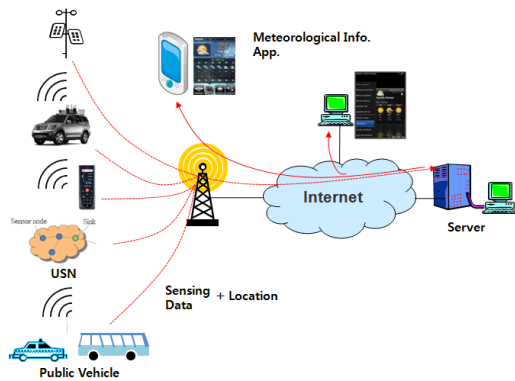 Meteorological Info.
App.
Sensor node
Sink
USN
Internet
Server
Sensing
Data
+ Location
Public Vehicle